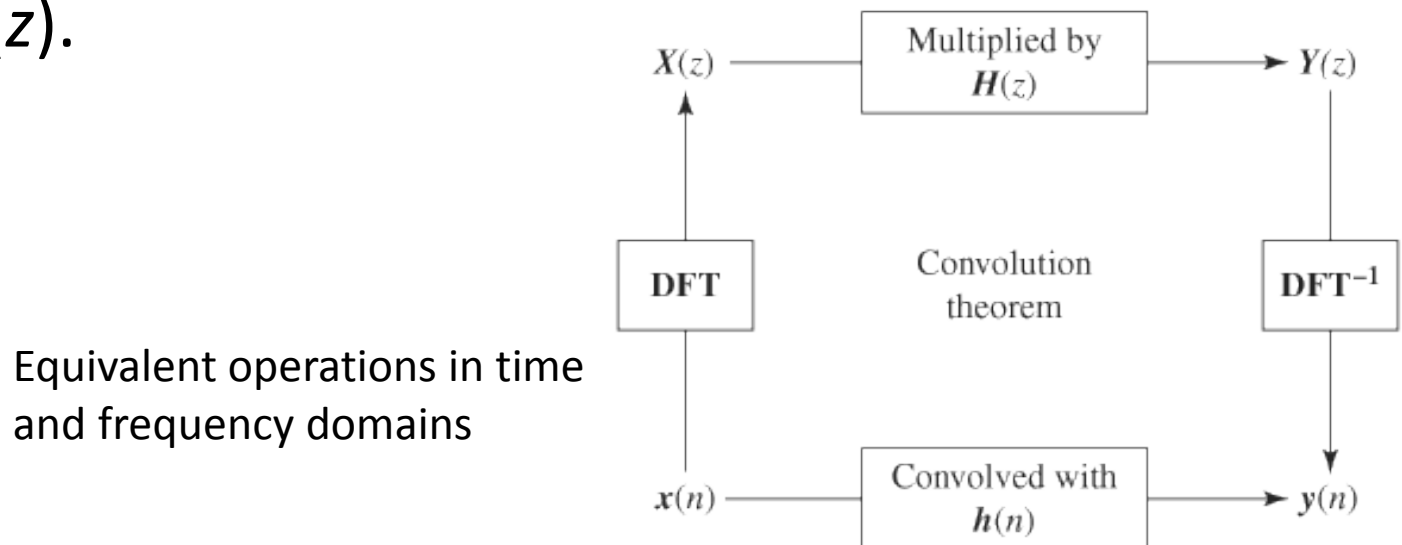 z).
X(z)
Multiplied by
H(z)
Y(z)
DFT
Convolution
theorem
DFT⁻¹
Equivalent operations in time
and frequency domains
x(n)
Convolved with
h(n)
y(n)